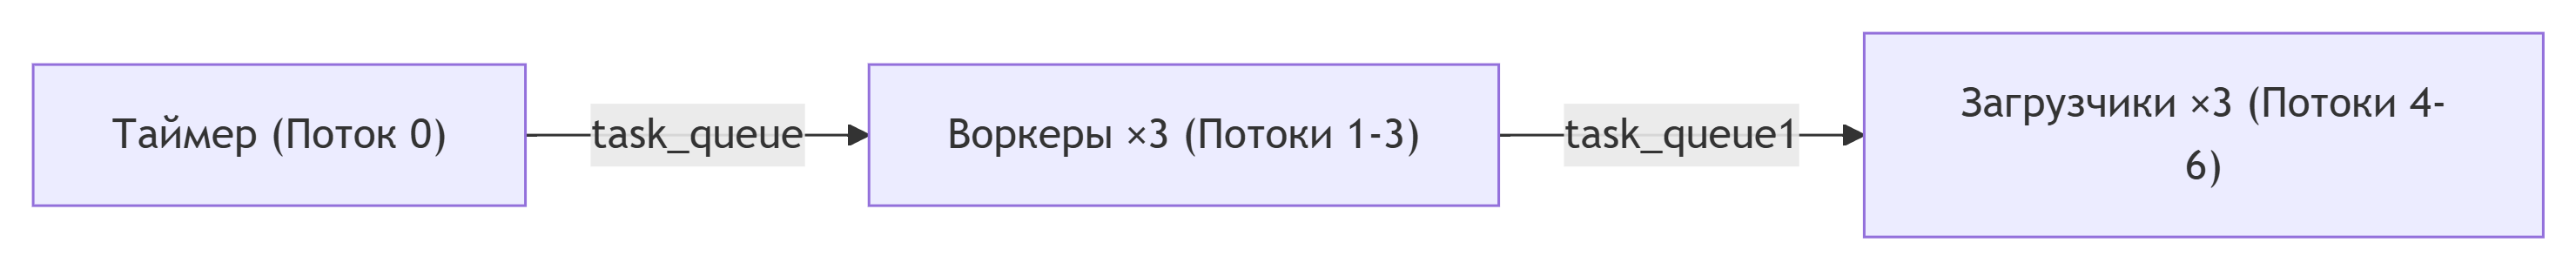 Таймер (Поток 0)
task_queue
Воркеры ×3 (Потоки 1-3)
task_queue1
Загрузчики ×3 (Потоки 4-
6)